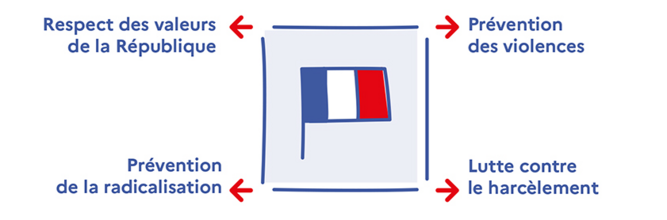 Respect des valeurs
de la République
Prévention
des violences
Prévention
de la radicalisation
Lutte contre
le harcèlement